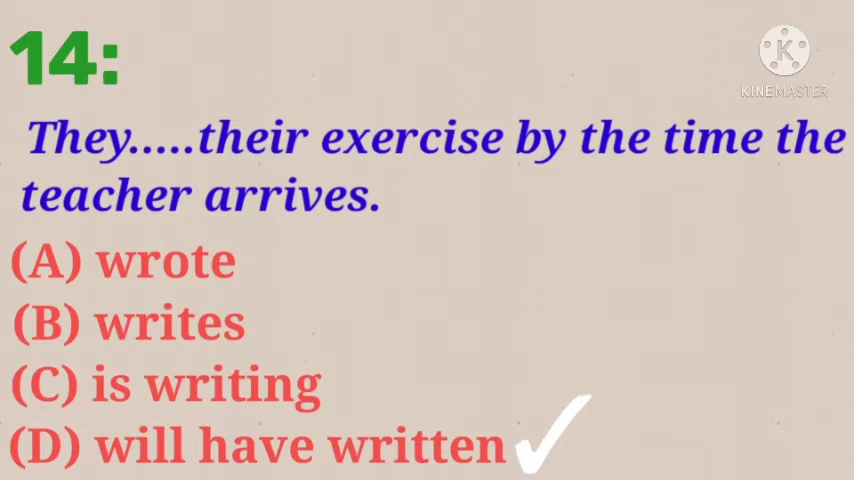 14:
KINEMASTER
They.....their exercise by the time the
teacher arrives.
(A) wrote
(B) writes
(C) is writing
(D) will have written